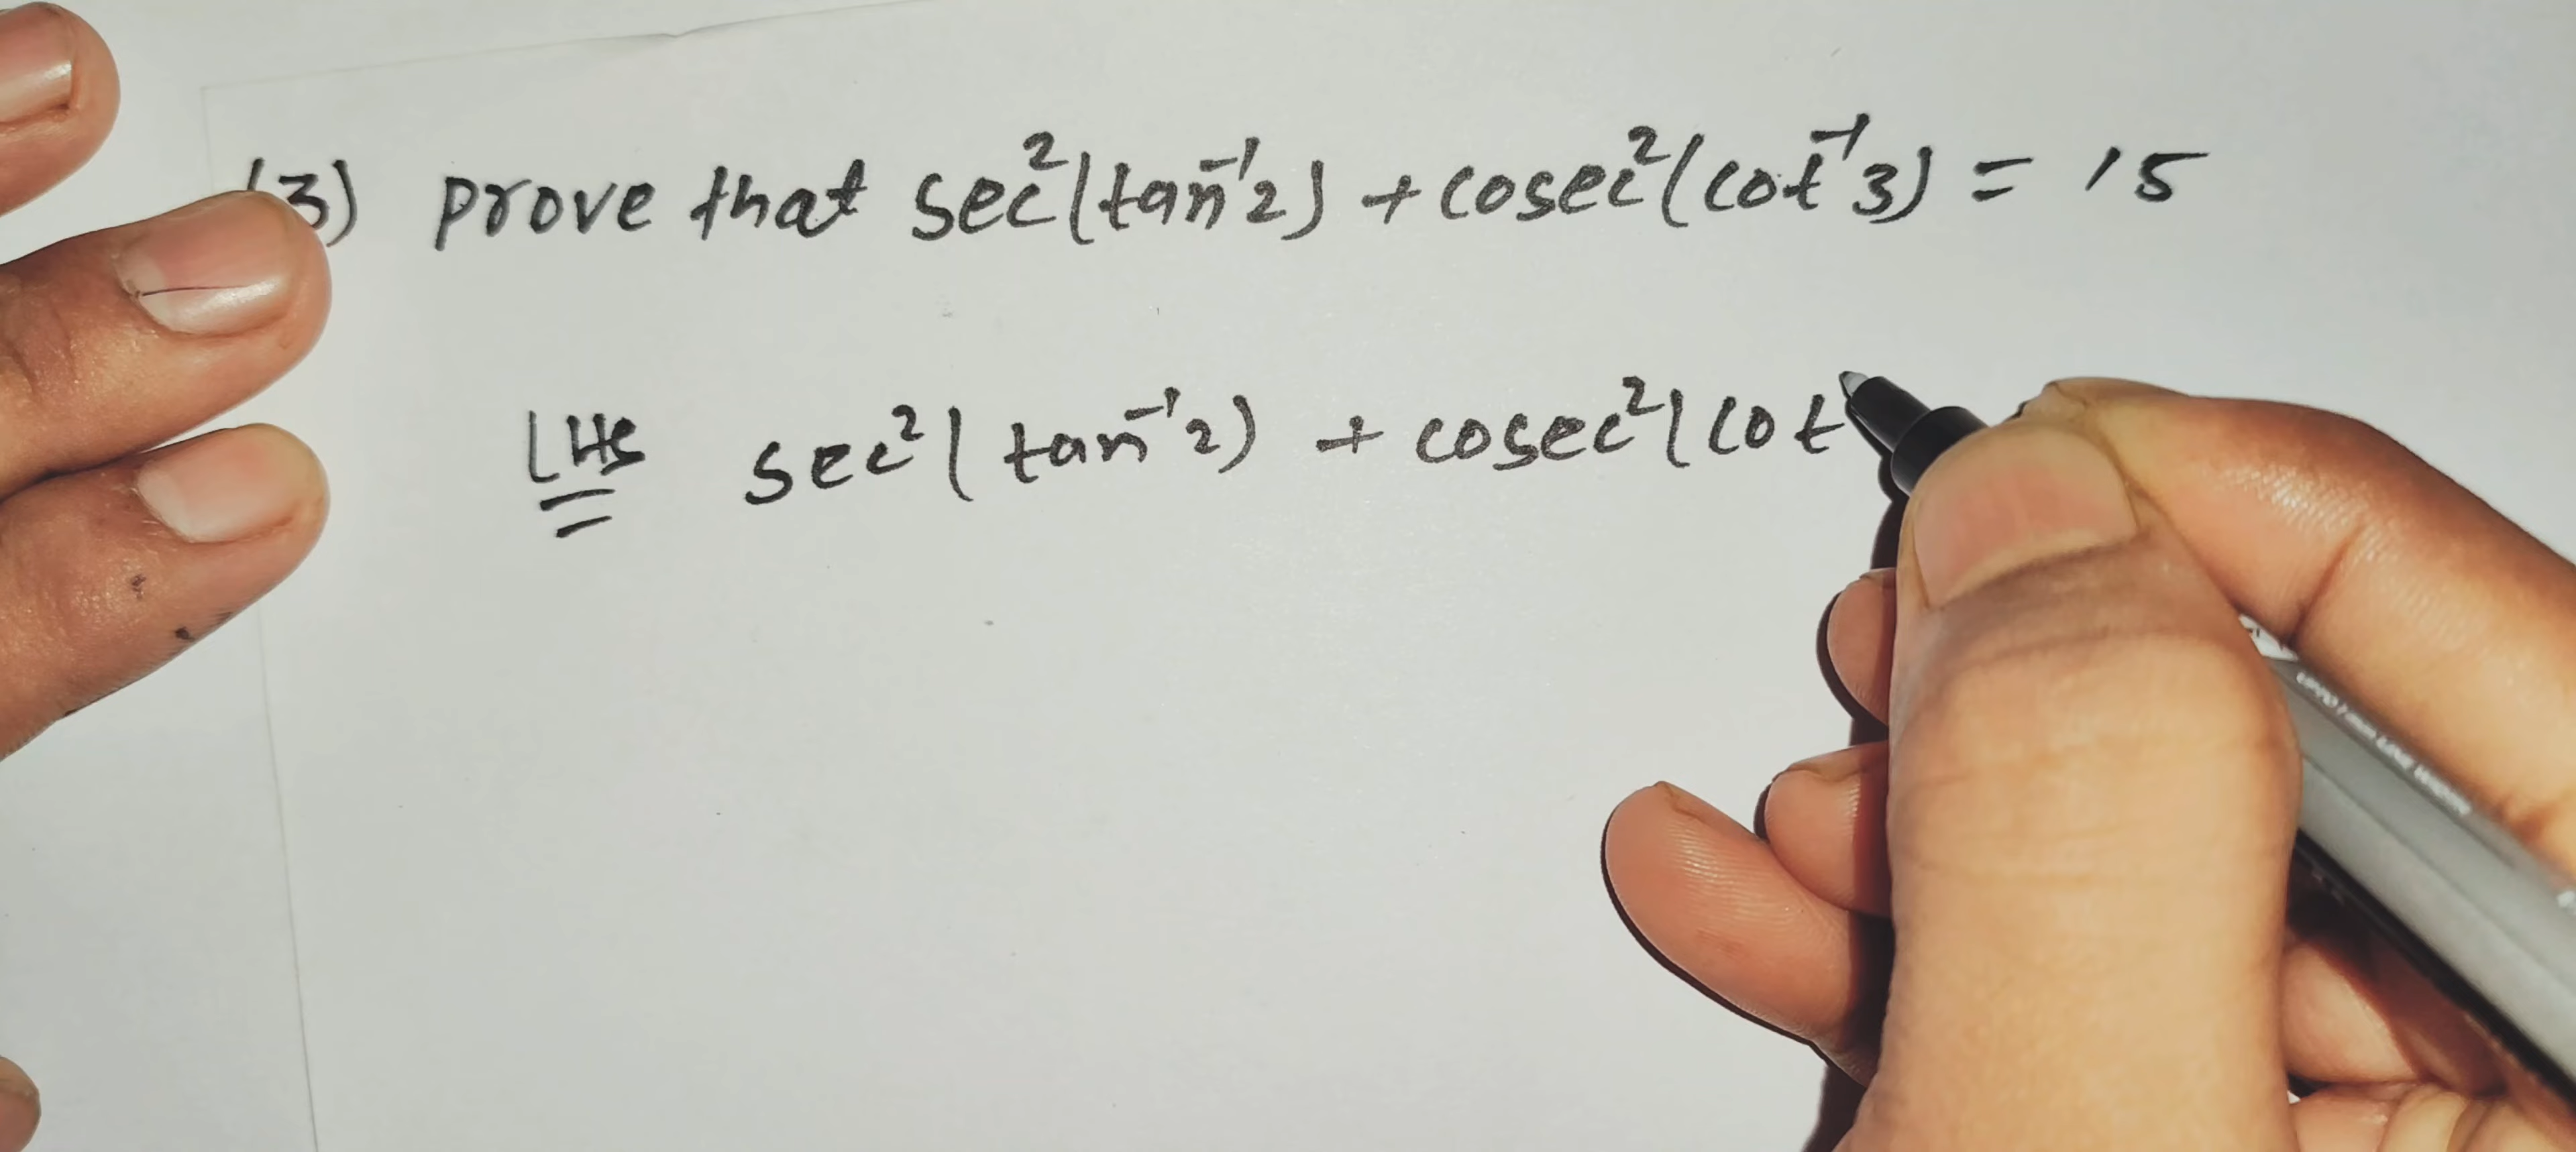 (3) prove that sec²(tan⁻¹2) + cosec²(cot⁻¹3) = 15
LHS sec²(tan⁻¹2) + cosec²(cot